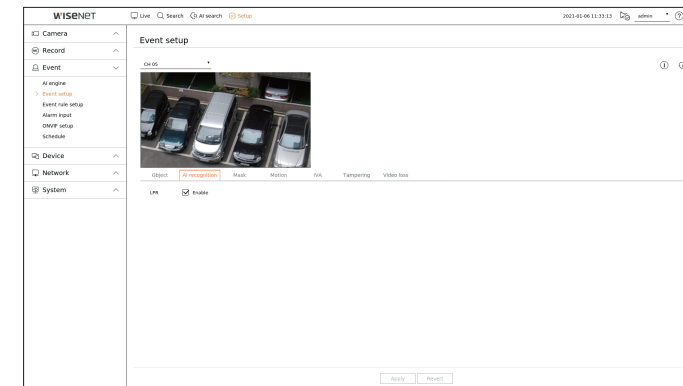 WISENET
Live Search AI search Setup
2021-01-06 11:33:13 admin
Camera
Record
Event
AI engine
Event setup
Event rule setup
Alarm input
ONVIF setup
Schedule
Device
Network
System
Event setup
CH 05
Object AI recognition Mask Motion IVA Tampering Video loss
LPR Enable
Apply Revert